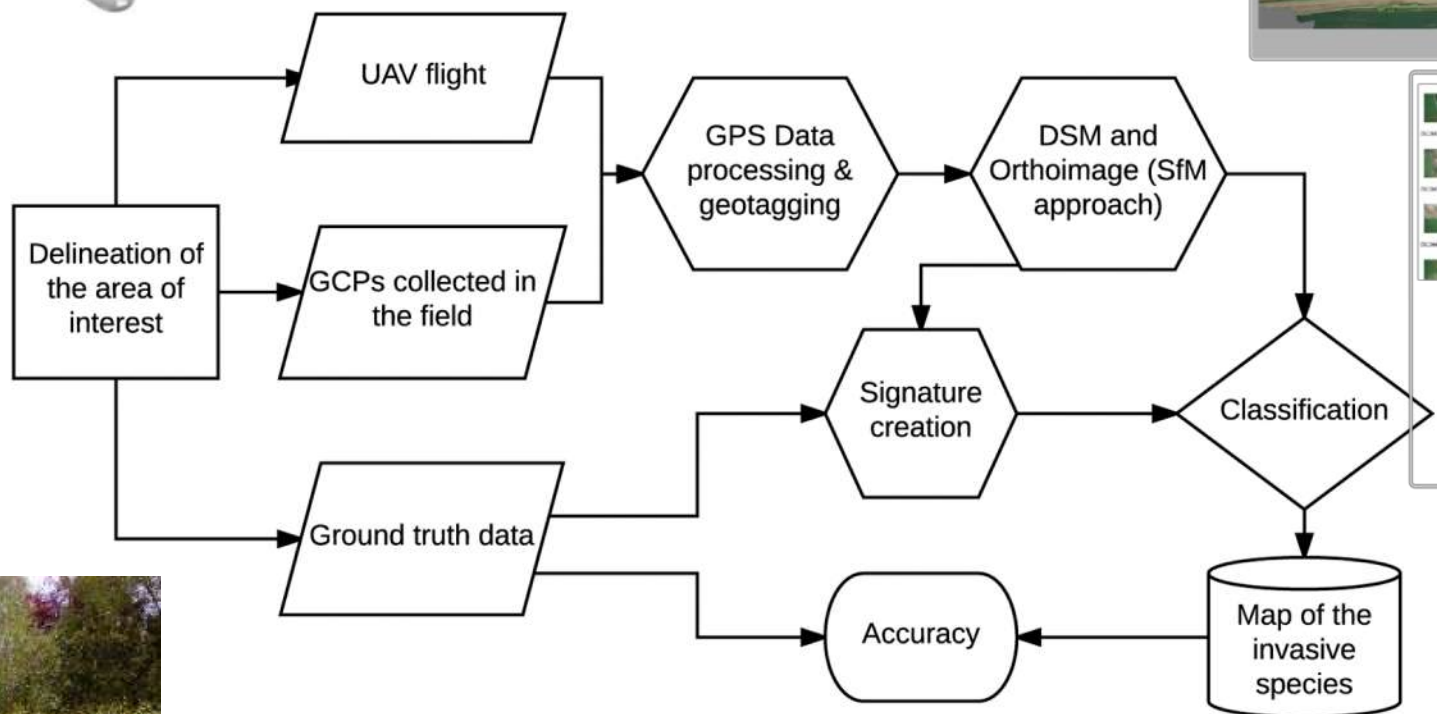 UAV flight
GPS Data
processing &
geotagging
DSM and
Orthoimage (SfM
approach)
Delineation of
the area of
interest
GCPs collected in
the field
Signature
creation
Classification
Ground truth data
Accuracy
Map of the
invasive
species